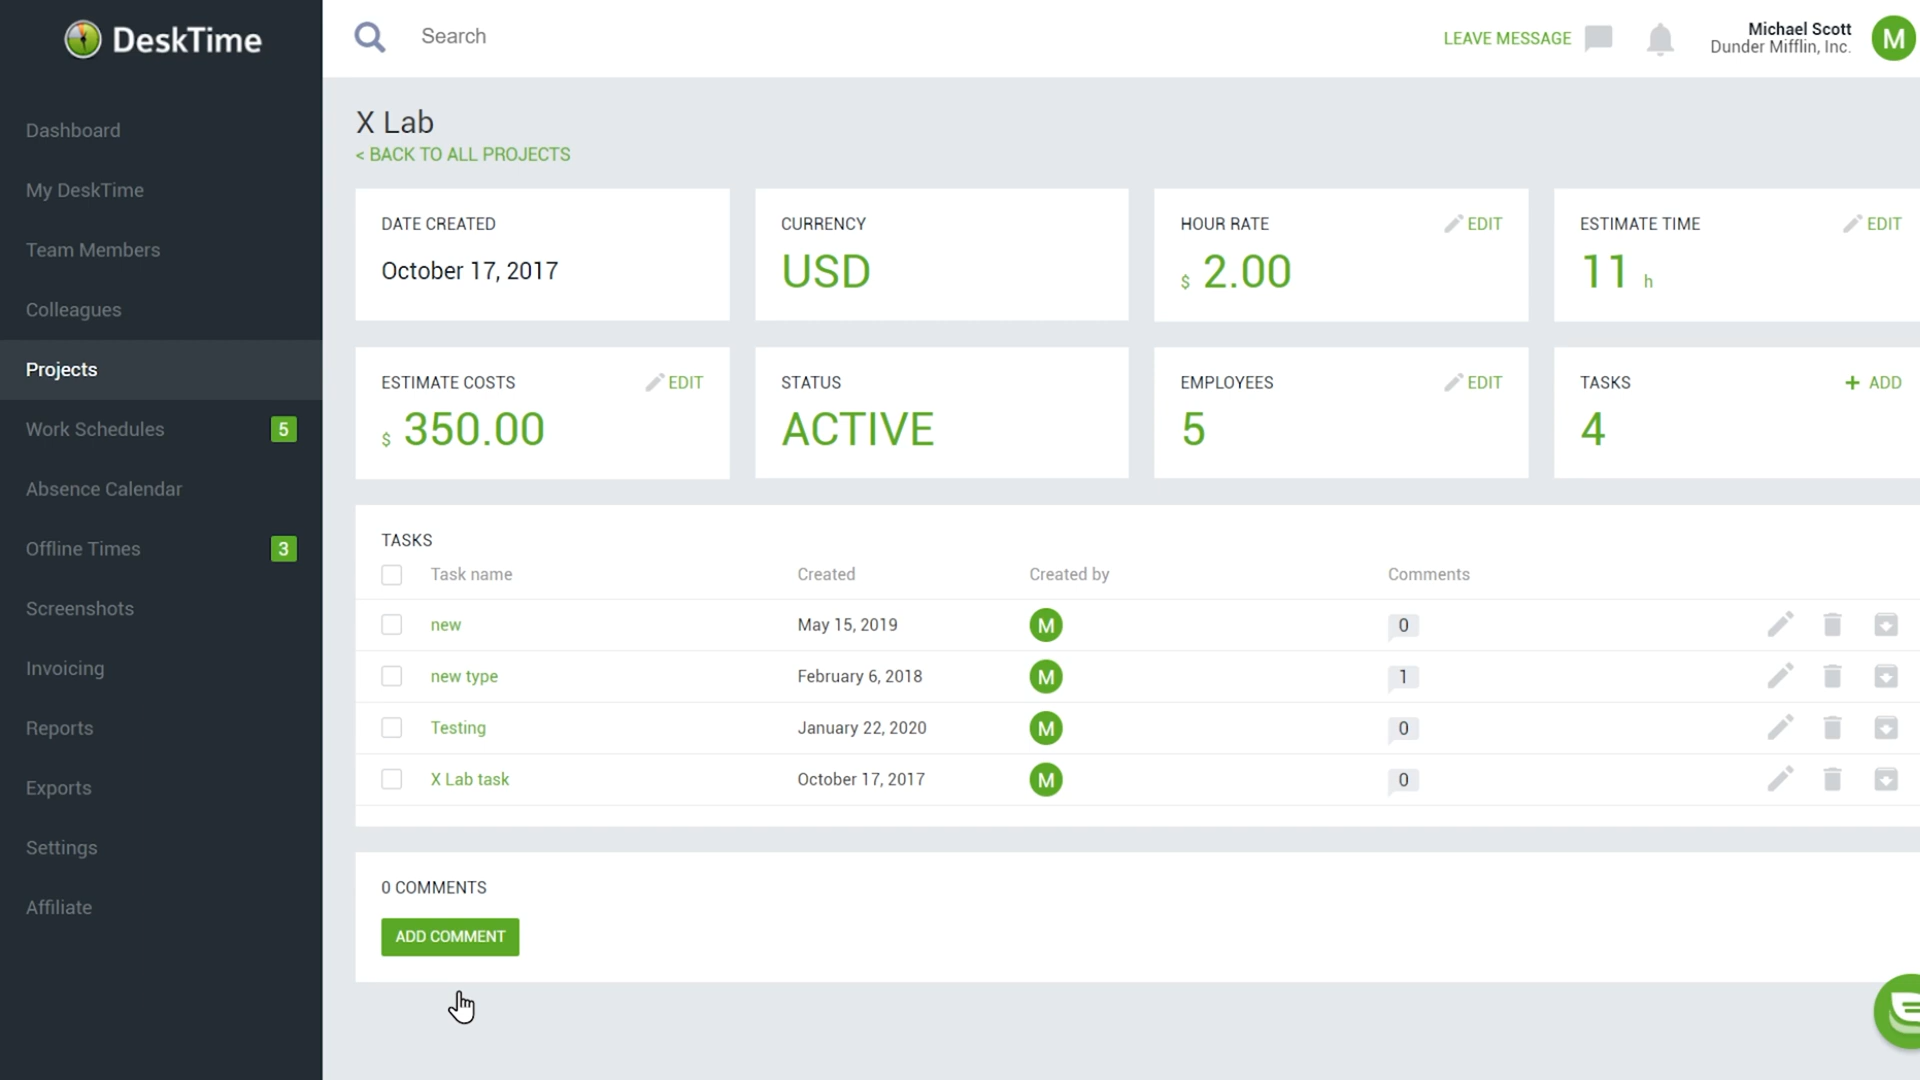 DeskTime
Search
LEAVE MESSAGE
Michael Scott
Dunder Mifflin, Inc.
M
Dashboard
My DeskTime
Team Members
Colleagues
Projects
Work Schedules 5
Absence Calendar
Offline Times 3
Screenshots
Invoicing
Reports
Exports
Settings
Affiliate
X Lab
< BACK TO ALL PROJECTS
DATE CREATED
October 17, 2017
CURRENCY
USD
HOUR RATE EDIT
$ 2.00
ESTIMATE TIME EDIT
11 h
ESTIMATE COSTS EDIT
$ 350.00
STATUS
ACTIVE
EMPLOYEES EDIT
5
TASKS + ADD
4
TASKS
Task name Created Created by Comments
new May 15, 2019 M 0
new type February 6, 2018 M 1
Testing January 22, 2020 M 0
X Lab task October 17, 2017 M 0
0 COMMENTS
ADD COMMENT